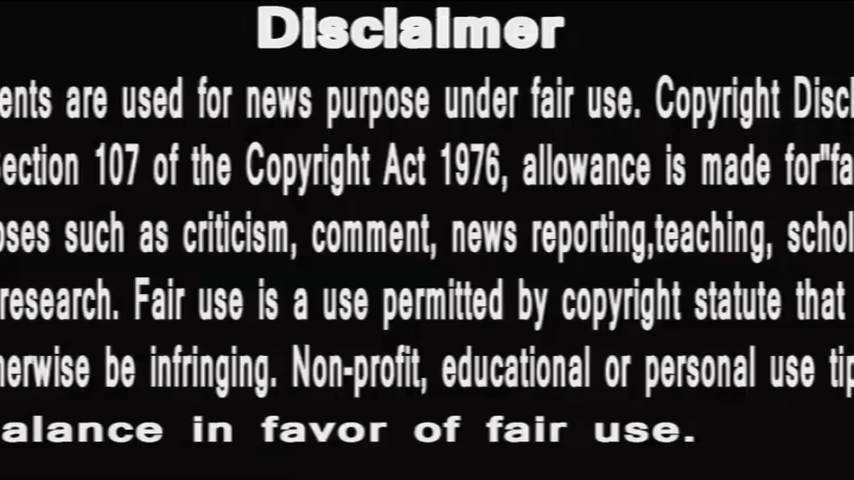 Disclaimer
ents are used for news purpose under fair use. Copyright Discl
Section 107 of the Copyright Act 1976, allowance is made for"fa
oses such as criticism, comment, news reporting,teaching, schol
research. Fair use is a use permitted by copyright statute that
herwise be infringing. Non-profit, educational or personal use tip
alance in favor of fair use.